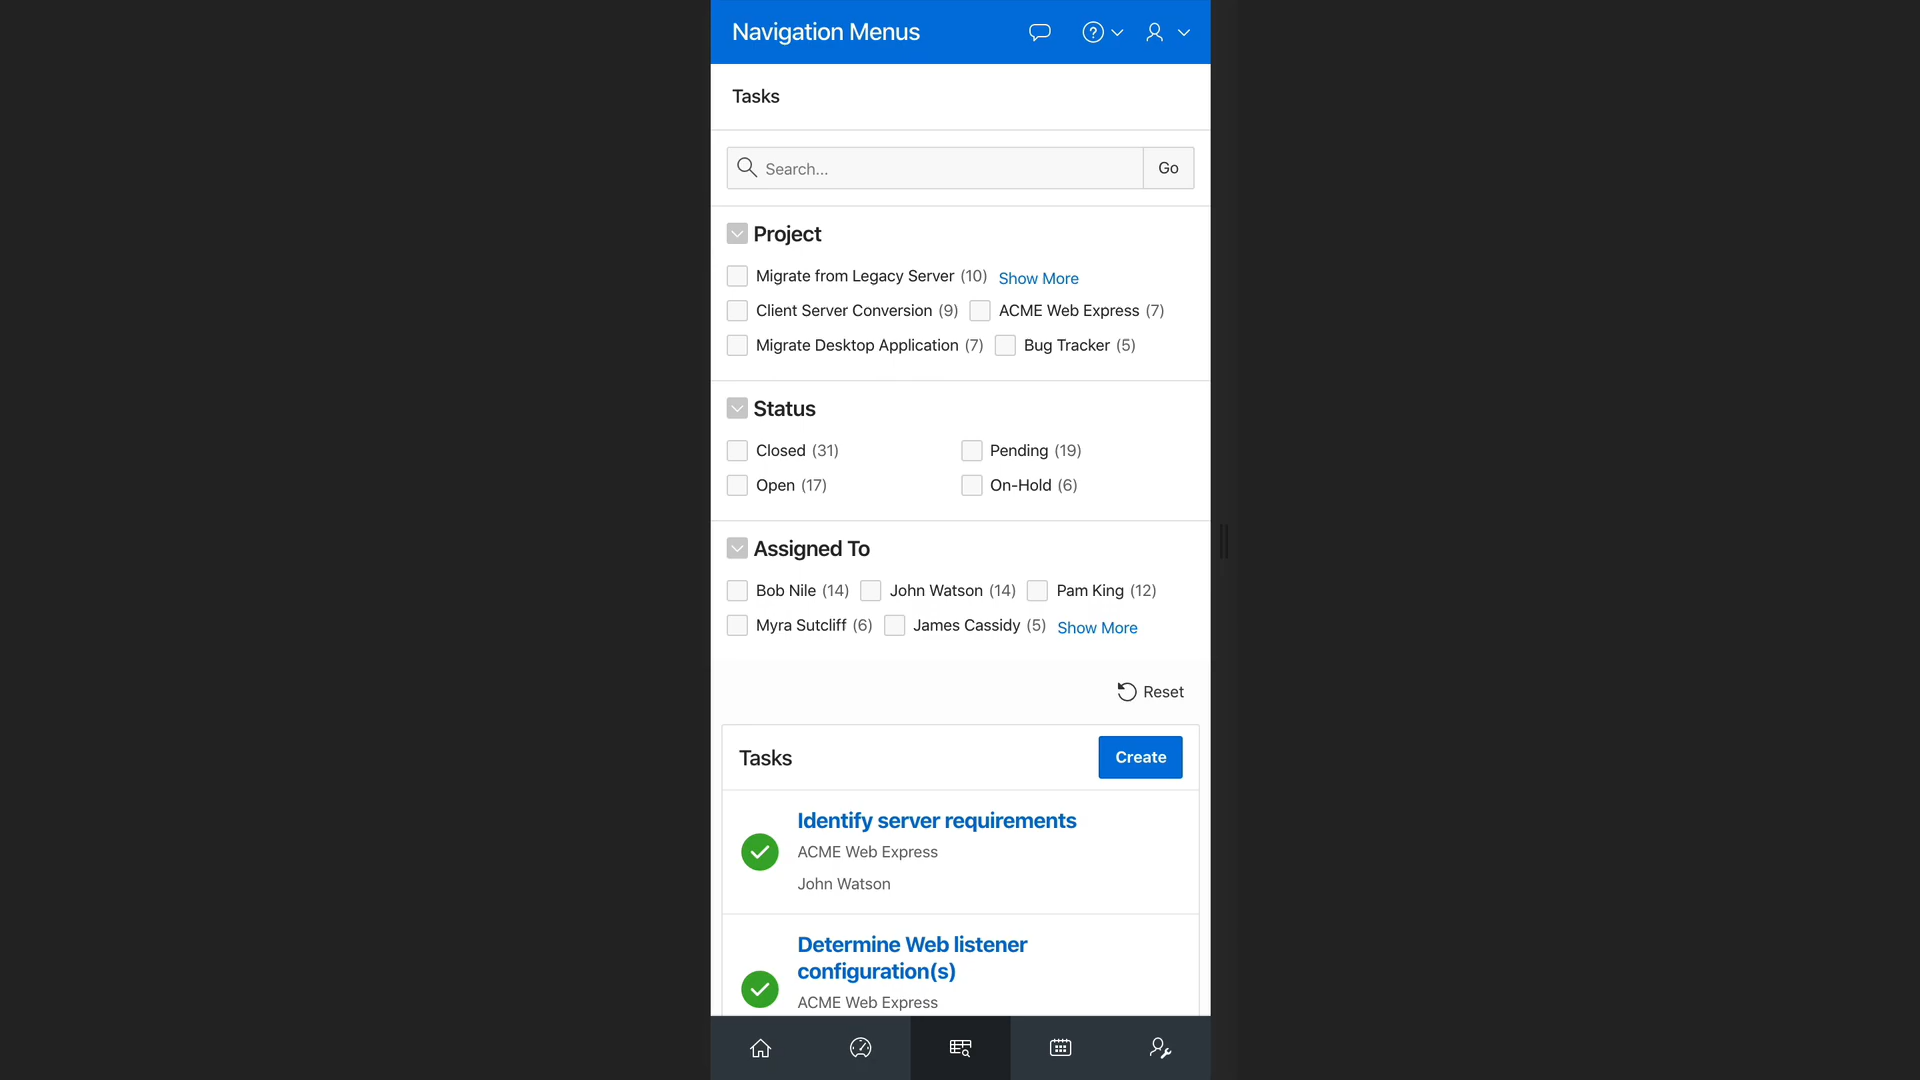 Navigation Menus
Tasks
Search...
Go
Project
Migrate from Legacy Server (10) Show More
Client Server Conversion (9) ACME Web Express (7)
Migrate Desktop Application (7) Bug Tracker (5)
Status
Closed (31) Pending (19)
Open (17) On-Hold (6)
Assigned To
Bob Nile (14) John Watson (14) Pam King (12)
Myra Sutcliff (6) James Cassidy (5) Show More
Reset
Tasks
Create
Identify server requirements
ACME Web Express
John Watson
Determine Web listener
configuration(s)
ACME Web Express